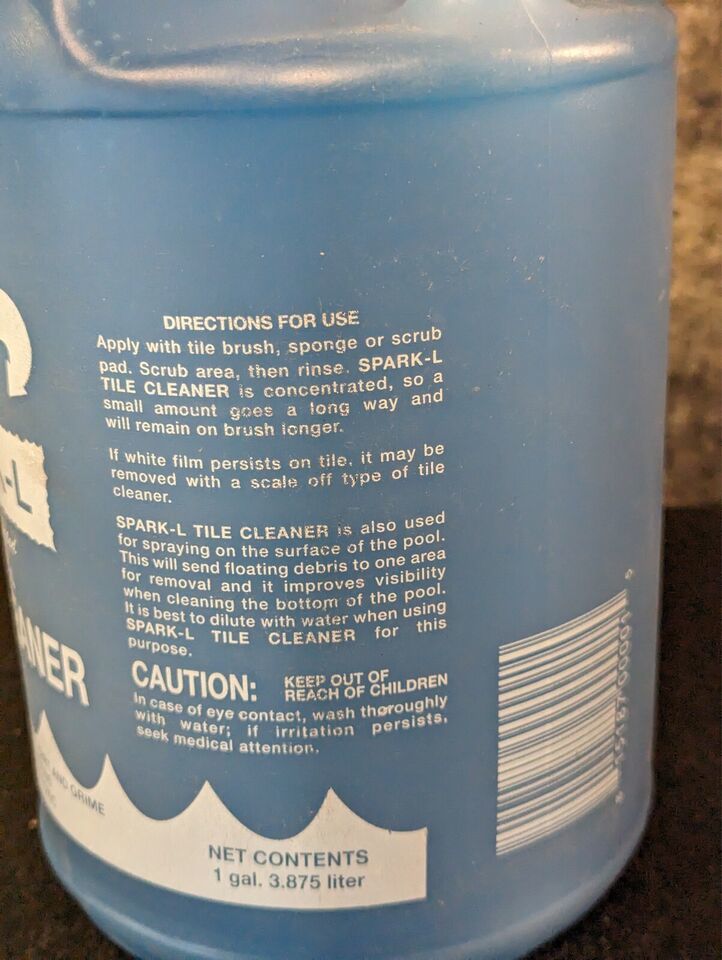 DIRECTIONS FOR USE
Apply with tile brush, sponge or scrub
pad. Scrub area, then rinse. SPARK-L
TILE CLEANER is concentrated, so a
small amount goes a long way and
will remain on brush longer.
If white film persists on tile, it may be
removed with a scale off type of tile
cleaner.
SPARK-L TILE CLEANER is also used
for spraying on the surface of the pool.
This will send floating debris to one area
for removal and it improves visibility
when cleaning the bottom of the pool.
It is best to dilute with water when using
SPARK-L TILE CLEANER for this
purpose.
CAUTION: KEEP OUT OF
REACH OF CHILDREN
In case of eye contact, wash thoroughly
with water; if irritation persists,
seek medical attention.
-L
ANER
AND GRIME
NET CONTENTS
1 gal. 3.875 liter